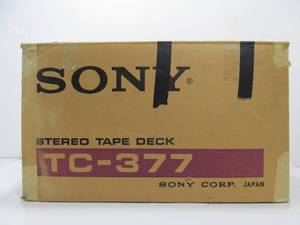 SONY®
STEREO TAPE DECK
TC-377
SONY CORP. JAPAN